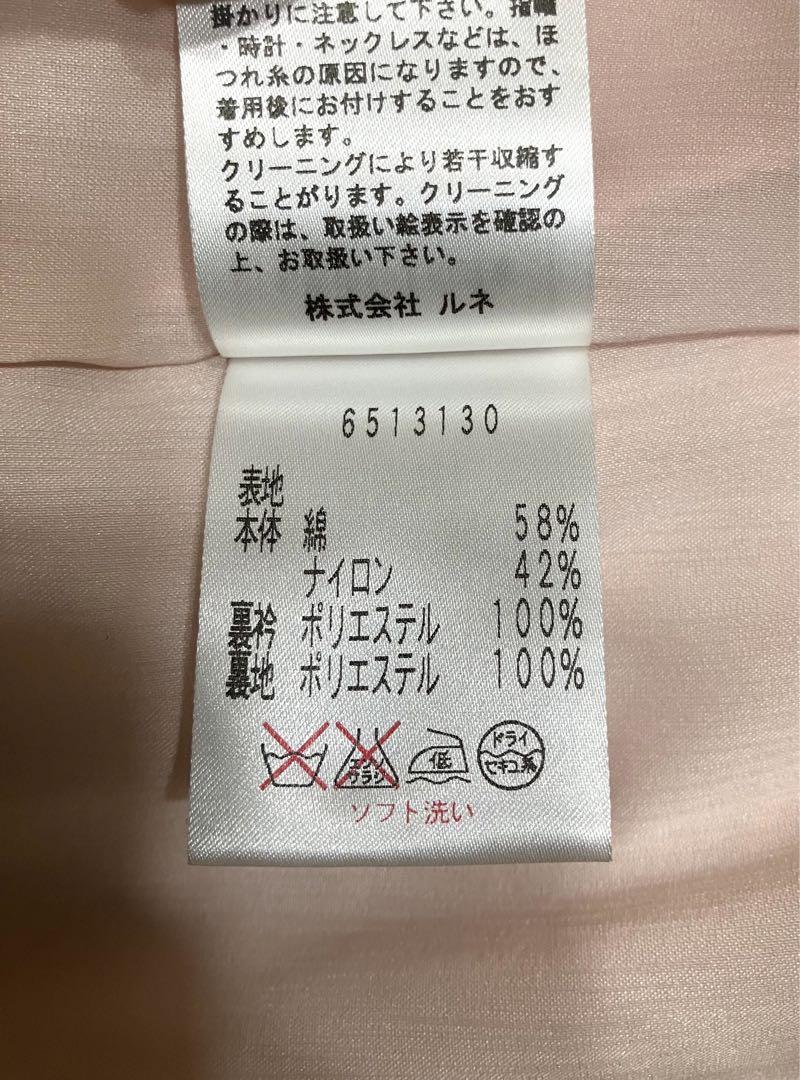 掛かりに注意して下さい。指輪
・時計・ネックレスなどは、ほ
つれ糸の原因になりますので、
着用後にお付けすることをおす
すめします。
クリーニングにより若干収縮す
ることがります。クリーニング
の際は、取扱い絵表示を確認の
上、お取扱い下さい。
株式会社 ルネ
6513130
表地
本体 綿 58%
ナイロン 42%
裏衿 ポリエステル 100%
裏地 ポリエステル 100%
エンソ
サラシ
低
ドライ
セキユ系
ソフト洗い